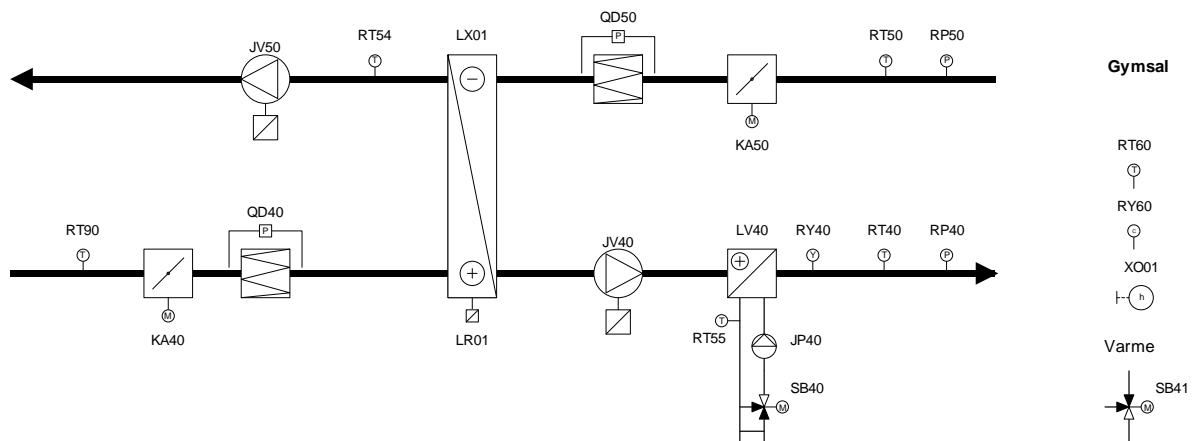 QD50
JV50 RT54 LX01 RT50 RP50
P
T T P
Gymsal
M
KA50
RT60
T
RY60
QD40 c
RT90 P JV40 LV40 RY40 RT40 RP40
T Y T P
XO01
h
M
KA40 LR01
T
RT55 JP40
Varme
SB40 SB41
M M